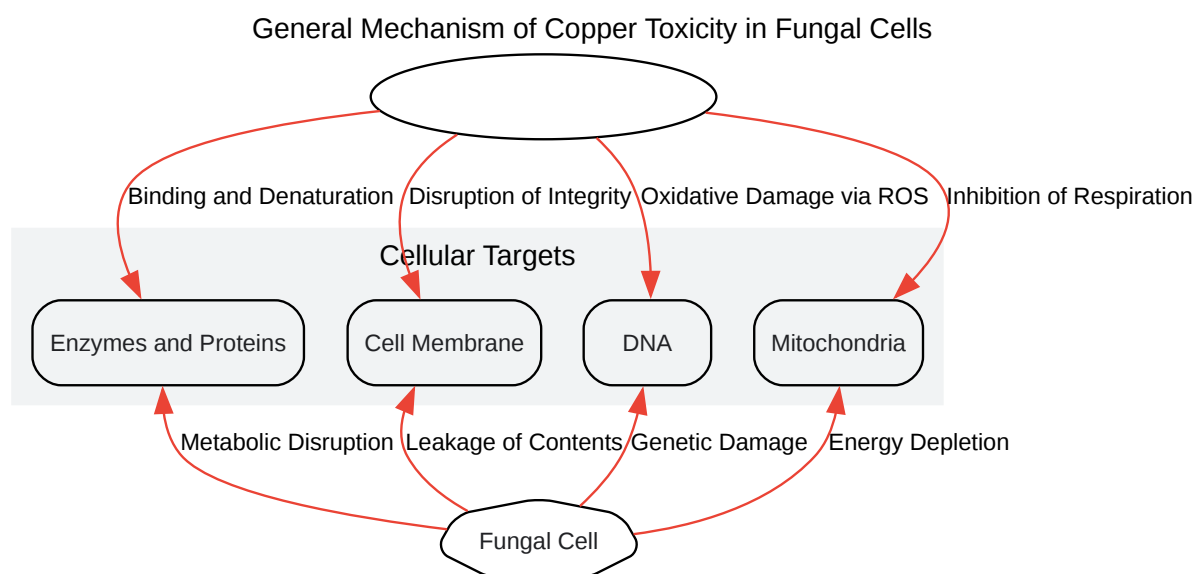 General Mechanism of Copper Toxicity in Fungal Cells
Binding and Denaturation
Disruption of Integrity
Oxidative Damage via ROS
Inhibition of Respiration
Cellular Targets
Enzymes and Proteins
Cell Membrane
DNA
Mitochondria
Metabolic Disruption
Leakage of Contents
Genetic Damage
Energy Depletion
Fungal Cell